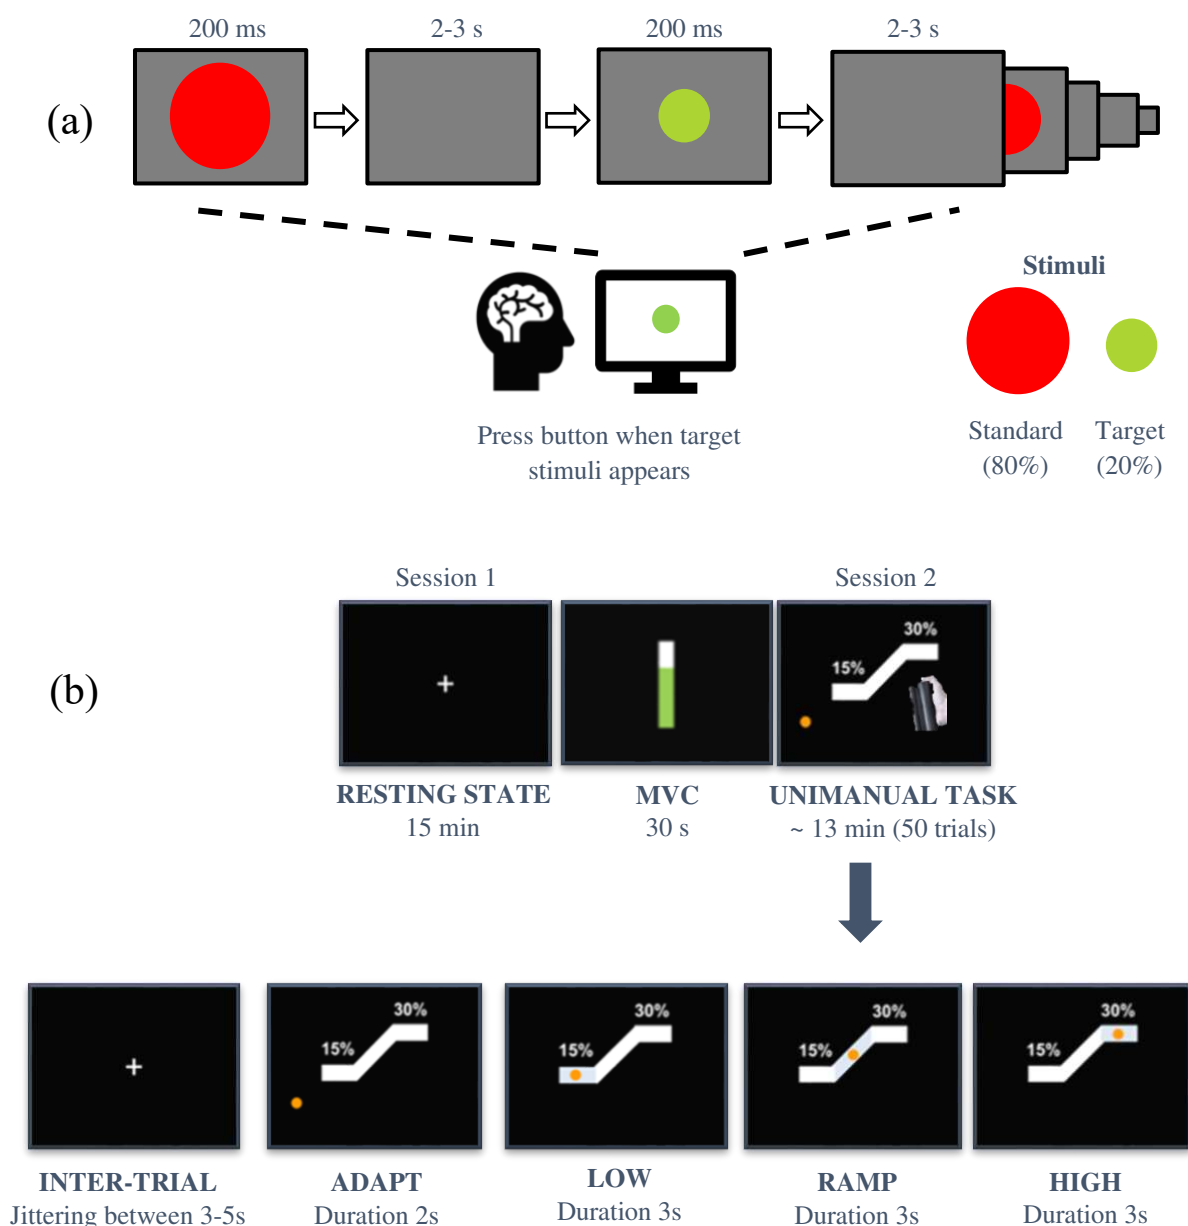 200 ms
2-3 s
200 ms
2-3 s
(a)
Stimuli
Press button when target
stimuli appears
Standard
(80%)
Target
(20%)
Session 1
Session 2
(b)
15%
30%
RESTING STATE
15 min
MVC
30 s
UNIMANUAL TASK
~ 13 min (50 trials)
15%
30%
15%
30%
15%
30%
15%
30%
INTER-TRIAL
Jittering between 3-5s
ADAPT
Duration 2s
LOW
Duration 3s
RAMP
Duration 3s
HIGH
Duration 3s